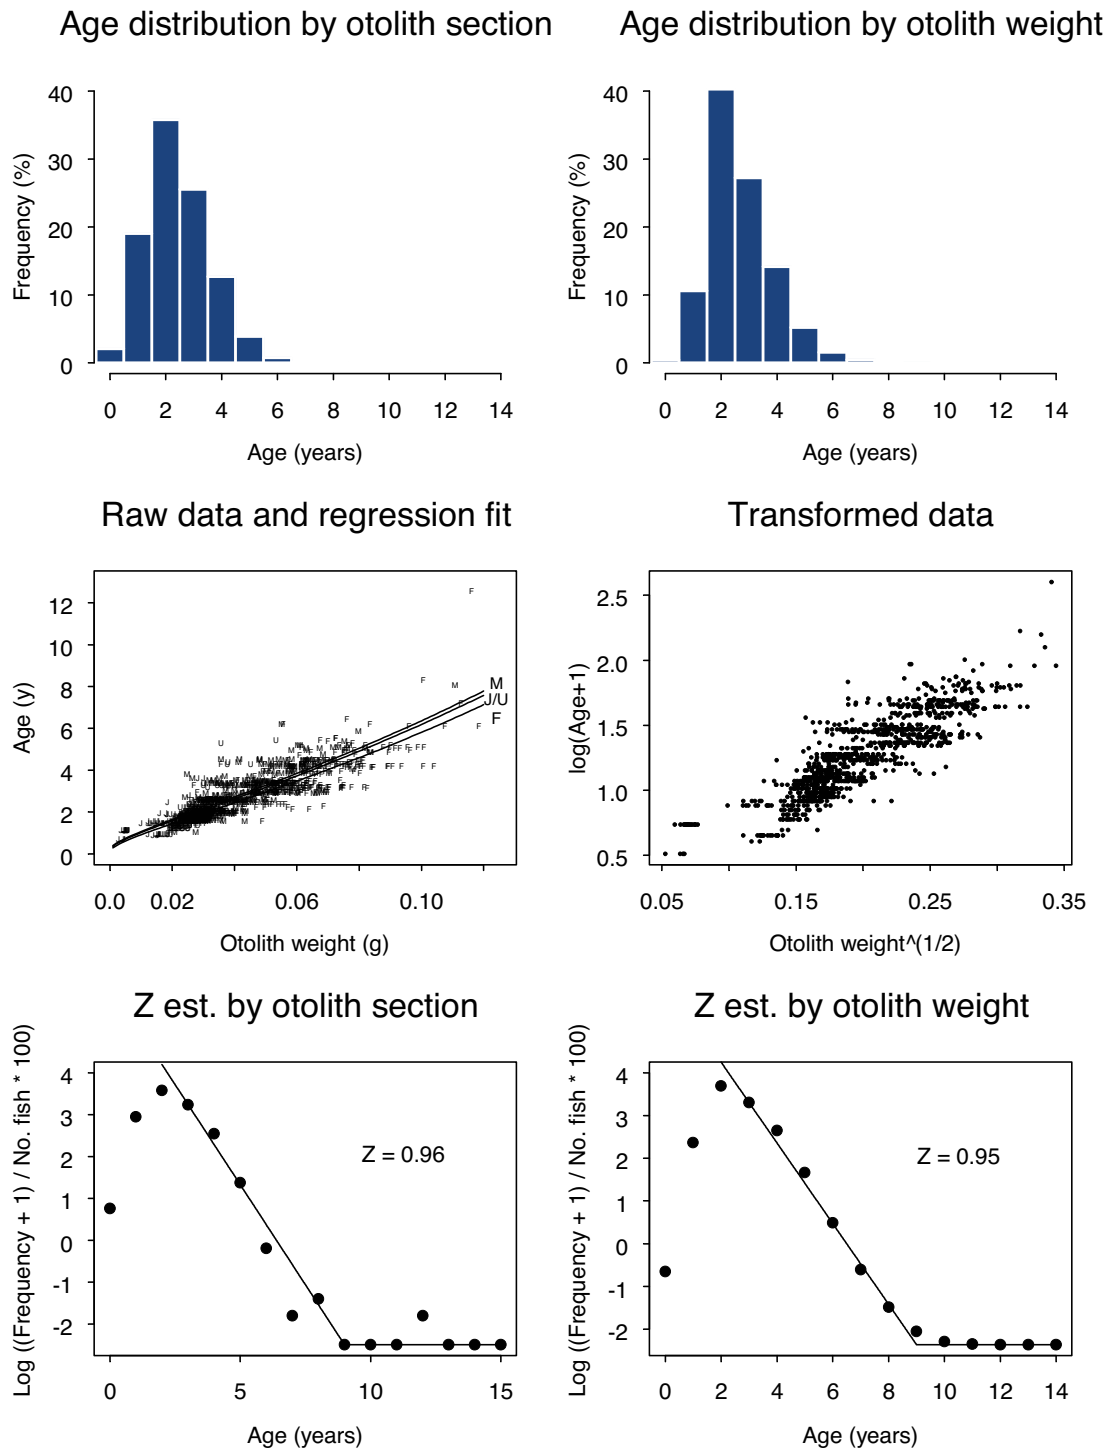 Age distribution by otolith section
Age distribution by otolith weight
Frequency (%)
40
30
20
10
0
0 2 4 6 8 10 12 14
Age (years)
Frequency (%)
40
30
20
10
0
0 2 4 6 8 10 12 14
Age (years)
Raw data and regression fit
Transformed data
Age (y)
12
10
8
6
4
2
0
M
J/U
F
0.0 0.02 0.06 0.10
Otolith weight (g)
log(Age+1)
2.5
2.0
1.5
1.0
0.5
0.05 0.15 0.25 0.35
Otolith weight^(1/2)
Z est. by otolith section
Z est. by otolith weight
Log ((Frequency + 1) / No. fish * 100)
4
3
2
1
0
-1
-2
Z = 0.96
0 5 10 15
Age (years)
Log ((Frequency + 1) / No. fish * 100)
4
3
2
1
0
-1
-2
Z = 0.95
0 2 4 6 8 10 12 14
Age (years)